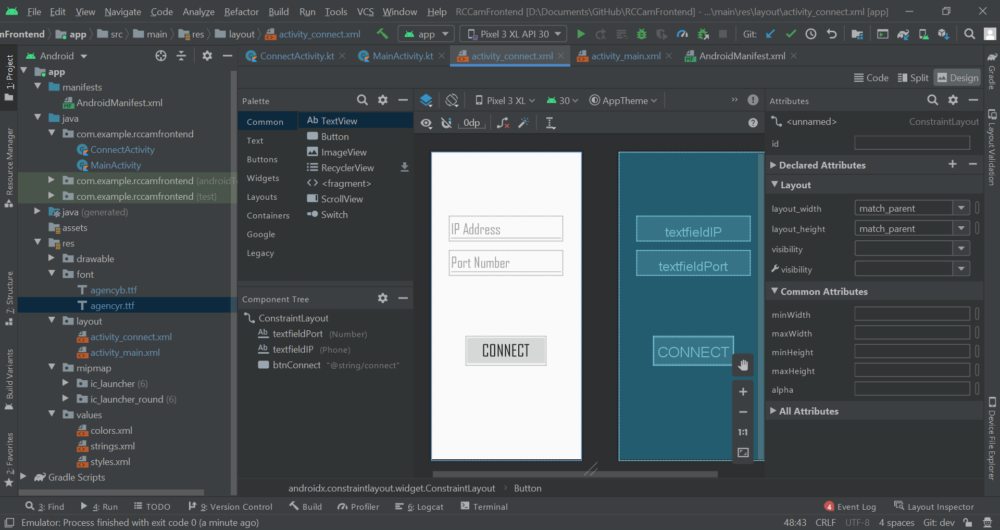 File Edit View Navigate Code Analyze Refactor Build Run Tools VCS Window Help RCCamFrontend [D:\Documents\GitHub\RCCamFrontend] - ...\main\res\layout\activity_connect.xml [app]
mFrontend app src main res layout activity_connect.xml app Pixel 3 XL API 30 Git:
Android
ConnectActivity.kt MainActivity.kt activity_connect.xml activity_main.xml AndroidManifest.xml
Code Split Design
1: Project
Resource Manager
7: Structure
Build Variants
2: Favorites
app
manifests
MF AndroidManifest.xml
java
com.example.rccamfrontend
ConnectActivity
MainActivity
com.example.rccamfrontend (androidTe
com.example.rccamfrontend (test)
java (generated)
assets
res
drawable
font
agencyb.ttf
agencyr.ttf
layout
activity_connect.xml
activity_main.xml
mipmap
ic_launcher (6)
ic_launcher_round (6)
values
colors.xml
strings.xml
styles.xml
Gradle Scripts
Palette
Common
Text
Buttons
Widgets
Layouts
Containers
Google
Legacy
Ab TextView
Button
ImageView
RecyclerView
<fragment>
ScrollView
Switch
Component Tree
ConstraintLayout
Ab textfieldPort (Number)
Ab textfieldIP (Phone)
btnConnect "@string/connect"
Pixel 3 XL 30 AppTheme
0dp
IP Address
Port Number
CONNECT
textfieldIP
textfieldPort
CONNECT
1:1
Attributes
<unnamed> ConstraintLayout
id
Declared Attributes
Layout
layout_width match_parent
layout_height match_parent
visibility
visibility
Common Attributes
minWidth
maxWidth
minHeight
maxHeight
alpha
All Attributes
Gradle
Layout Validation
Device File Explorer
androidx.constraintlayout.widget.ConstraintLayout Button
3: Find 4: Run TODO 9: Version Control Build Profiler 6: Logcat Terminal 4 Event Log Layout Inspector
Emulator: Process finished with exit code 0 (a minute ago) 48:43 CRLF UTF-8 4 spaces Git: dev